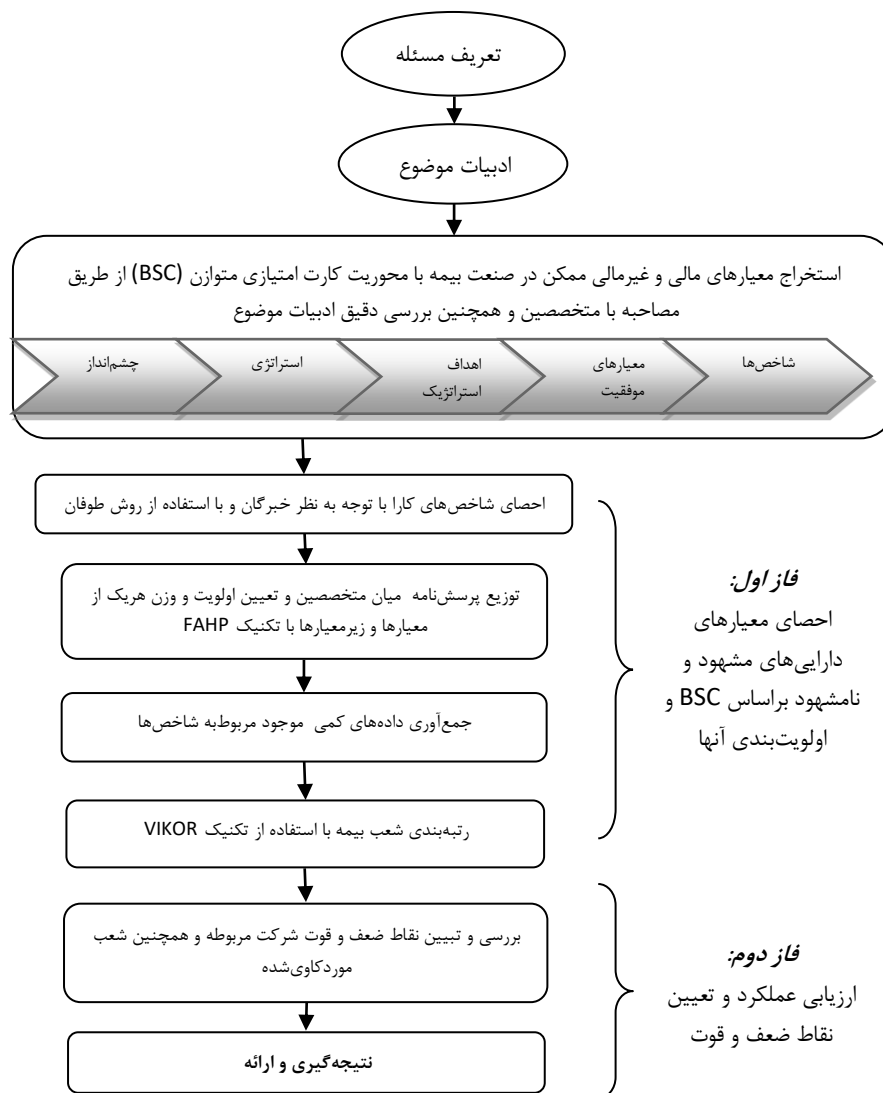 تعریف مسئله
ادبیات موضوع
استخراج معیارهای مالی و غیرمالی ممکن در صنعت بیمه با محوریت کارت امتیازی متوازن (BSC) از طریق
مصاحبه با متخصصین و همچنین بررسی دقیق ادبیات موضوع
چشم‌انداز
استراتژی
اهداف
استراتژیک
معیارهای
موفقیت
شاخص‌ها
احصای شاخص‌های کارا با توجه به نظر خبرگان و با استفاده از روش طوفان
توزیع پرسش‌نامه میان متخصصین و تعیین اولویت و وزن هریک از
معیارها و زیرمعیارها با تکنیک FAHP
جمع‌آوری داده‌های کمی موجود مربوط‌به شاخص‌ها
رتبه‌بندی شعب بیمه با استفاده از تکنیک VIKOR
فاز اول:
احصای معیارهای
دارایی‌های مشهود و
نامشهود براساس BSC و
اولویت‌بندی آنها
بررسی و تبیین نقاط ضعف و قوت شرکت مربوطه و همچنین شعب
موردکاوی‌شده
نتیجه‌گیری و ارائه
فاز دوم:
ارزیابی عملکرد و تعیین
نقاط ضعف و قوت